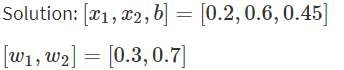 Solution: [x₁, x₂, b] = [0.2, 0.6, 0.45]
[w₁, w₂] = [0.3, 0.7]